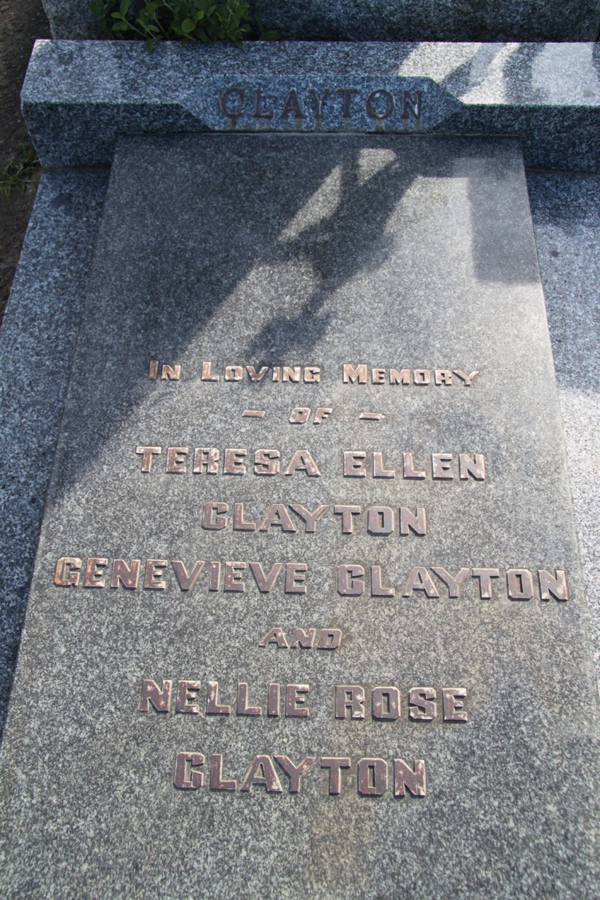 CLAYTON
IN LOVING MEMORY
– OF –
TERESA ELLEN
CLAYTON
GENEVIEVE CLAYTON
AND
NELLIE ROSE
CLAYTON